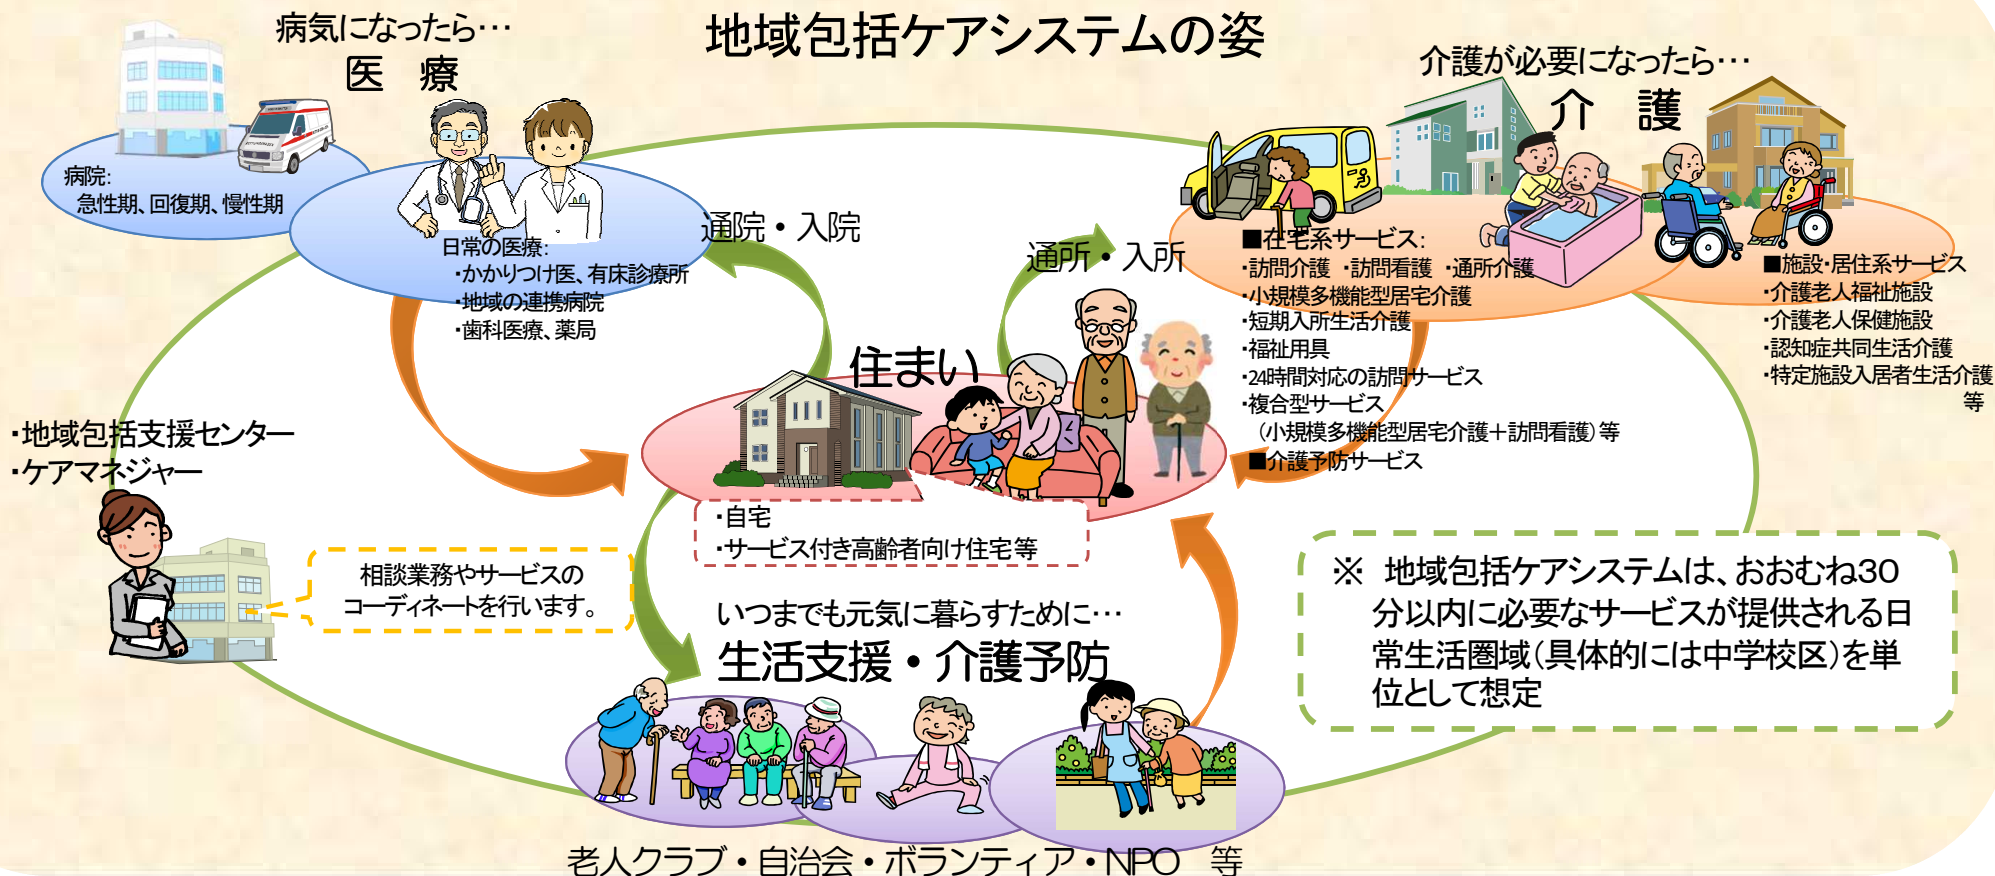 地域包括ケアシステムの姿
病気になったら…
医 療
病院:
急性期、回復期、慢性期
日常の医療:
・かかりつけ医、有床診療所
・地域の連携病院
・歯科医療、薬局
通院・入院
通所・入所
介護が必要になったら…
介 護
■在宅系サービス:
・訪問介護 ・訪問看護 ・通所介護
・小規模多機能型居宅介護
・短期入所生活介護
・福祉用具
・24時間対応の訪問サービス
・複合型サービス
(小規模多機能型居宅介護+訪問看護)等
■介護予防サービス
■施設・居住系サービス
・介護老人福祉施設
・介護老人保健施設
・認知症共同生活介護
・特定施設入居者生活介護
等
住まい
・自宅
・サービス付き高齢者向け住宅等
・地域包括支援センター
・ケアマネジャー
相談業務やサービスの
コーディネートを行います。
いつまでも元気に暮らすために…
生活支援・介護予防
老人クラブ・自治会・ボランティア・NPO 等
※ 地域包括ケアシステムは、おおむね30
分以内に必要なサービスが提供される日
常生活圏域(具体的には中学校区)を単
位として想定